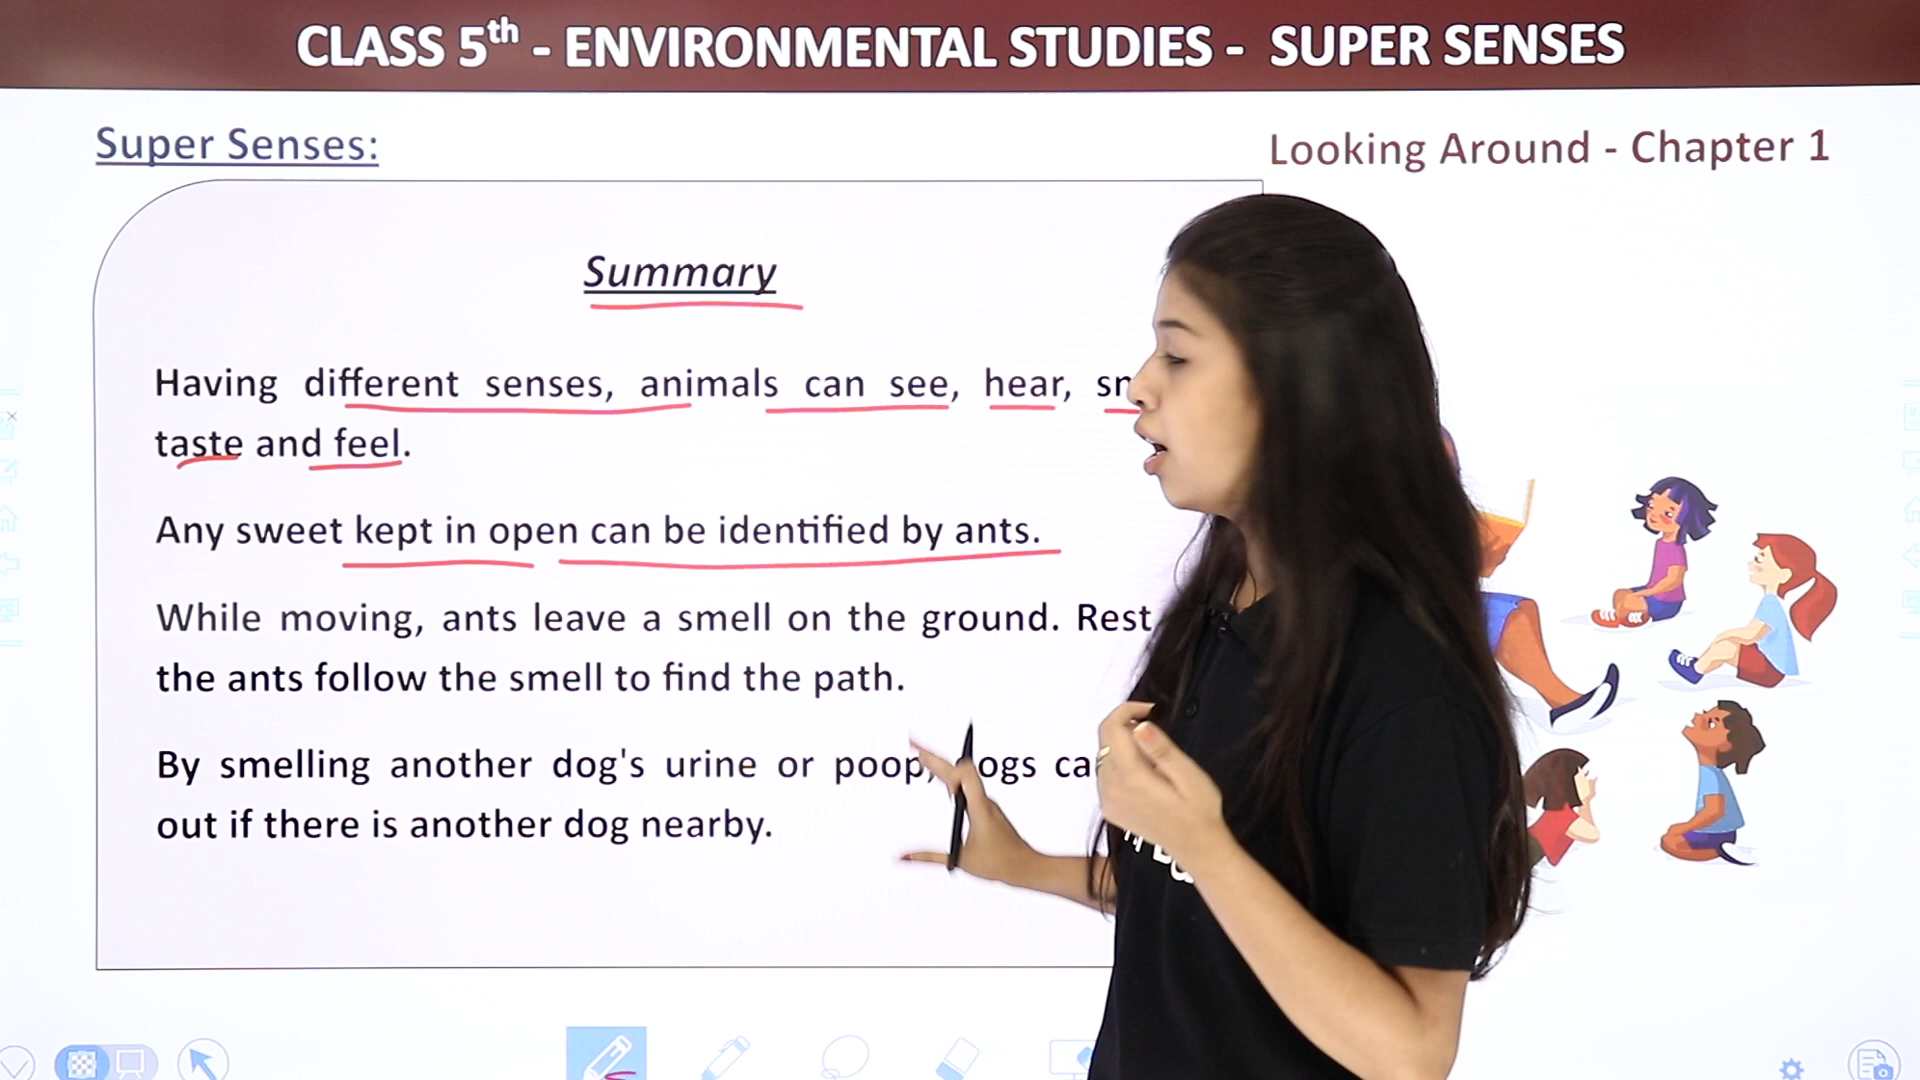 CLASS 5th - ENVIRONMENTAL STUDIES - SUPER SENSES
Super Senses:
Looking Around - Chapter 1
Summary
Having different senses, animals can see, hear,
taste and feel.
Any sweet kept in open can be identified by ants.
While moving, ants leave a smell on the ground. Rest
the ants follow the smell to find the path.
By smelling another dog's urine or poop,
out if there is another dog nearby.